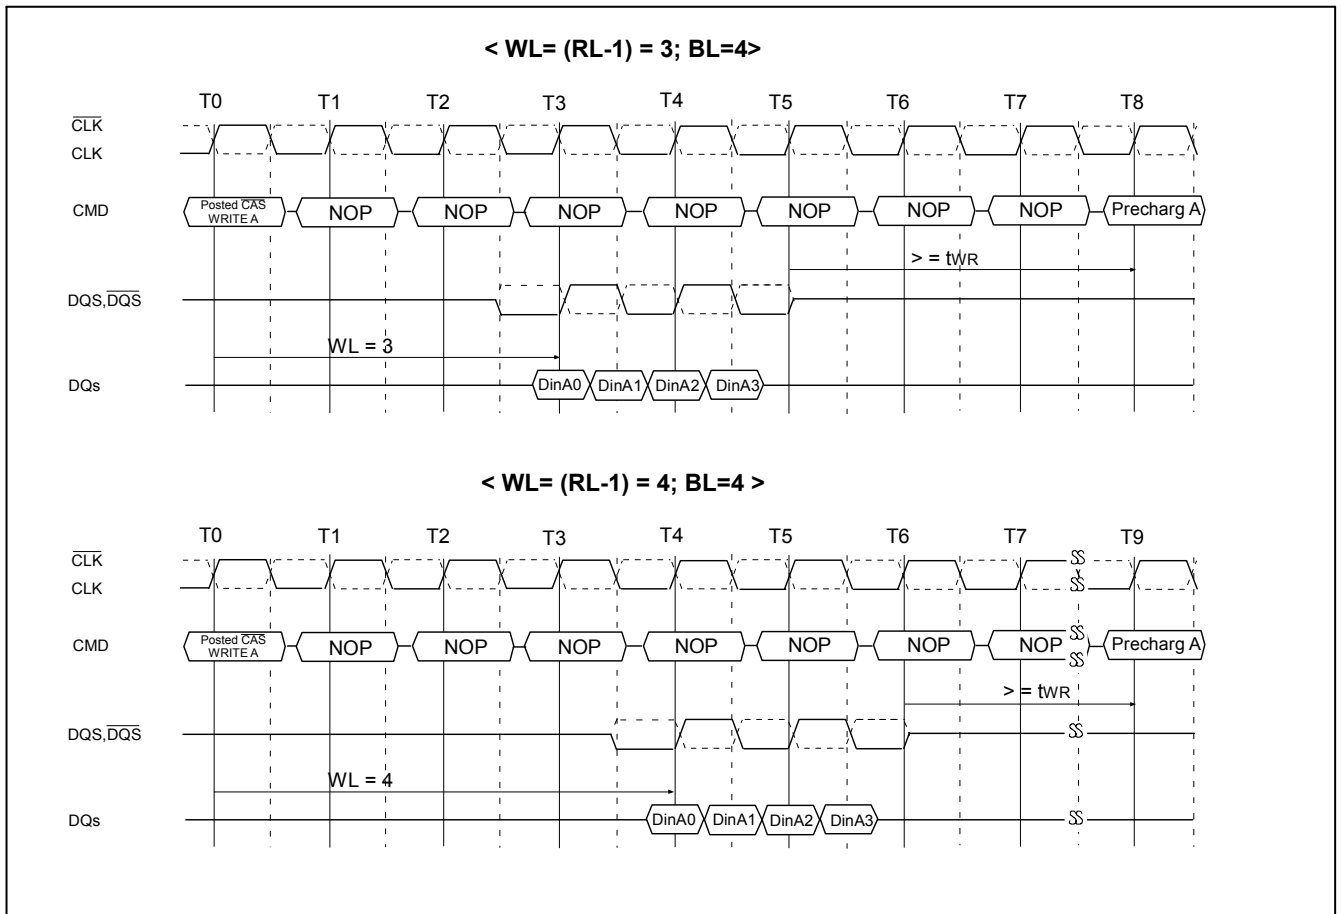 < WL= (RL-1) = 3; BL=4>
T0 T1 T2 T3 T4 T5 T6 T7 T8
CLK
CLK
CMD
Posted CAS
WRITE A
NOP NOP NOP NOP NOP NOP NOP Precharg A
> = tWR
DQS,DQS
WL = 3
DQs
DinA0 DinA1 DinA2 DinA3
< WL= (RL-1) = 4; BL=4 >
T0 T1 T2 T3 T4 T5 T6 T7 T9
CLK
CLK
CMD
Posted CAS
WRITE A
NOP NOP NOP NOP NOP NOP NOP Precharg A
> = tWR
DQS,DQS
WL = 4
DQs
DinA0 DinA1 DinA2 DinA3